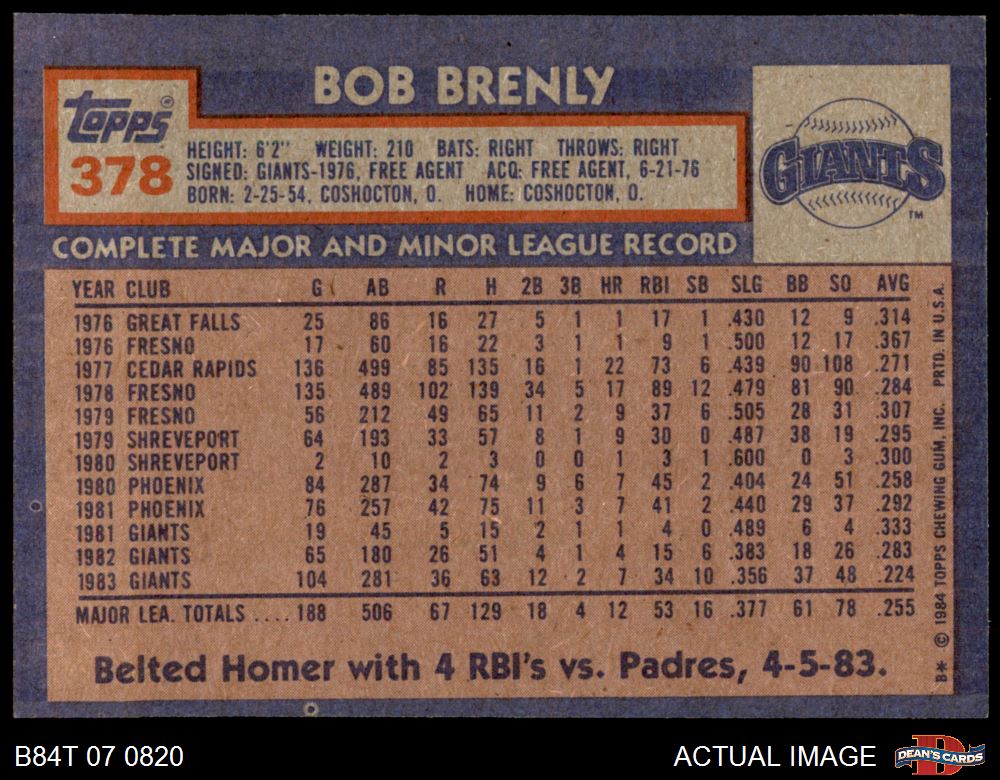 BOB BRENLY
Topps®
378
HEIGHT: 6'2" WEIGHT: 210 BATS: RIGHT THROWS: RIGHT
SIGNED: GIANTS-1976, FREE AGENT ACQ: FREE AGENT, 6-21-76
BORN: 2-25-54, COSHOCTON, O. HOME: COSHOCTON, O.
GIANTS TM
COMPLETE MAJOR AND MINOR LEAGUE RECORD
YEAR CLUB G AB R H 2B 3B HR RBI SB SLG BB SO AVG
1976 GREAT FALLS 25 86 16 27 5 1 1 17 1 .430 12 9 .314
1976 FRESNO 17 60 16 22 3 1 1 9 1 .500 12 17 .367
1977 CEDAR RAPIDS 136 499 85 135 16 1 22 73 6 .439 90 108 .271
1978 FRESNO 135 489 102 139 34 5 17 89 12 .479 81 90 .284
1979 FRESNO 56 212 49 65 11 2 9 37 6 .505 28 31 .307
1979 SHREVEPORT 64 193 33 57 8 1 9 30 0 .487 38 19 .295
1980 SHREVEPORT 2 10 2 3 0 0 1 3 1 .600 0 3 .300
1980 PHOENIX 84 287 34 74 9 6 7 45 2 .404 24 51 .258
1981 PHOENIX 76 257 42 75 11 3 7 41 2 .440 29 37 .292
1981 GIANTS 19 45 5 15 2 1 1 4 0 .489 6 4 .333
1982 GIANTS 65 180 26 51 4 1 4 15 6 .383 18 26 .283
1983 GIANTS 104 281 36 63 12 2 7 34 10 .356 37 48 .224
MAJOR LEA. TOTALS .... 188 506 67 129 18 4 12 53 16 .377 61 78 .255
Belted Homer with 4 RBI's vs. Padres, 4-5-83.
B* © 1984 TOPPS CHEWING GUM, INC. PRTD. IN U.S.A.
B84T 07 0820
ACTUAL IMAGE
DEAN'S CARDS